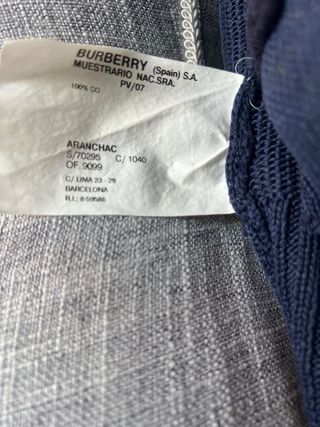 BURBERRY (Spain) S.A.
MUESTRARIO NAC.SRA.
PV/07
100% CO
ARANCHAC
S/70295 C/ 1040
OF. 9099
C/ LIMA 23 - 29
BARCELONA
R.I.: 8-59586